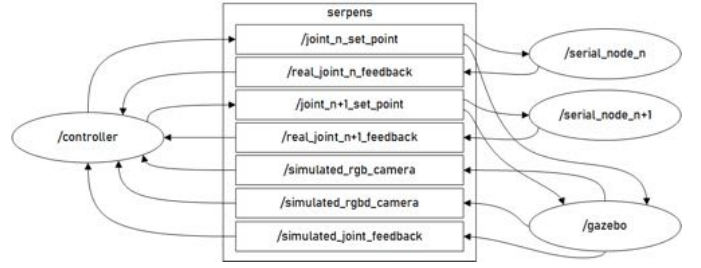 serpens
/joint_n_set_point
/real_joint_n_feedback
/joint_n+1_set_point
/real_joint_n+1_feedback
/simulated_rgb_camera
/simulated_rgbd_camera
/simulated_joint_feedback
/controller
/serial_node_n
/serial_node_n+1
/gazebo